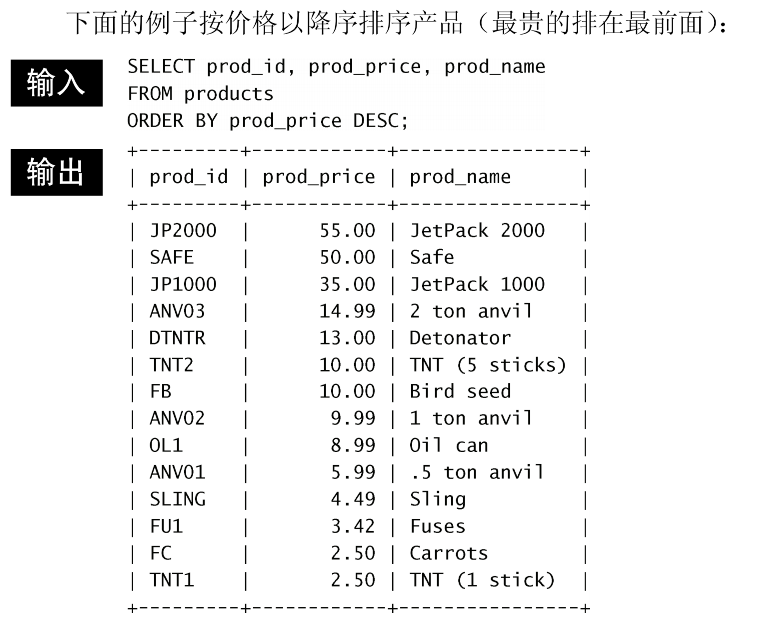 下面的例子按价格以降序排序产品（最贵的排在最前面）：
输入
SELECT prod_id, prod_price, prod_name
FROM products
ORDER BY prod_price DESC;
输出
+---------+------------+----------------+
| prod_id | prod_price | prod_name      |
+---------+------------+----------------+
| JP2000  |      55.00 | JetPack 2000   |
| SAFE    |      50.00 | Safe           |
| JP1000  |      35.00 | JetPack 1000   |
| ANV03   |      14.99 | 2 ton anvil    |
| DTNTR   |      13.00 | Detonator      |
| TNT2    |      10.00 | TNT (5 sticks) |
| FB      |      10.00 | Bird seed      |
| ANV02   |       9.99 | 1 ton anvil    |
| OL1     |       8.99 | Oil can        |
| ANV01   |       5.99 | .5 ton anvil   |
| SLING   |       4.49 | Sling          |
| FU1     |       3.42 | Fuses          |
| FC      |       2.50 | Carrots        |
| TNT1    |       2.50 | TNT (1 stick)  |
+---------+------------+----------------+